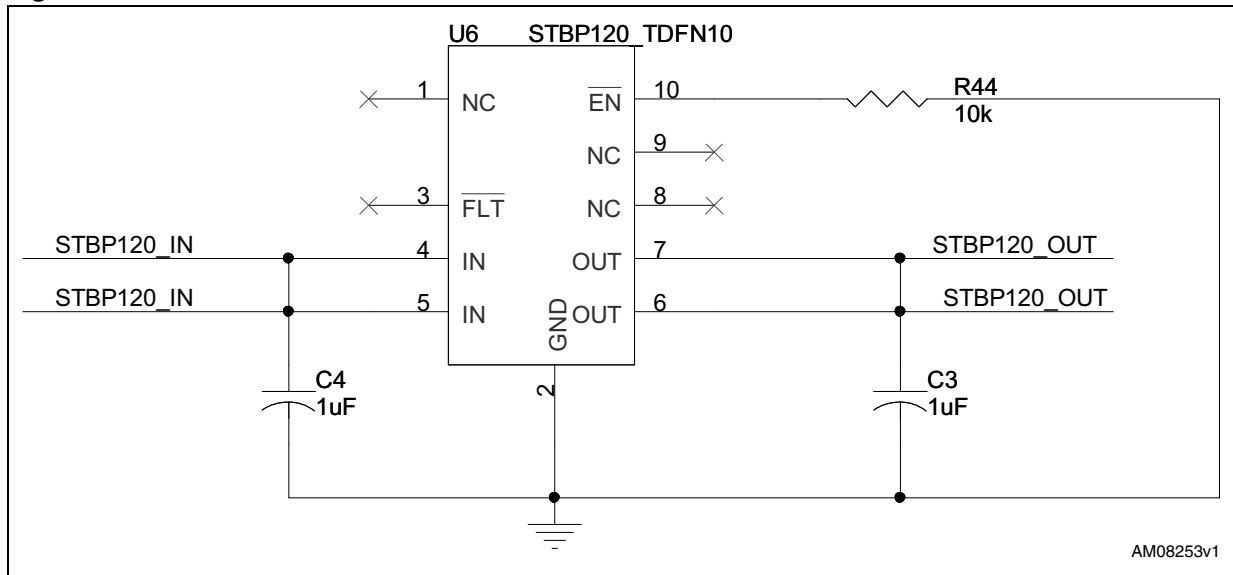 U6 STBP120_TDFN10
1 NC
EN 10
R44
10k
NC 9
3 FLT
NC 8
STBP120_IN 4 IN
OUT 7 STBP120_OUT
STBP120_IN 5 IN
OUT 6 STBP120_OUT
GND
2
C4
1uF
C3
1uF
AM08253v1